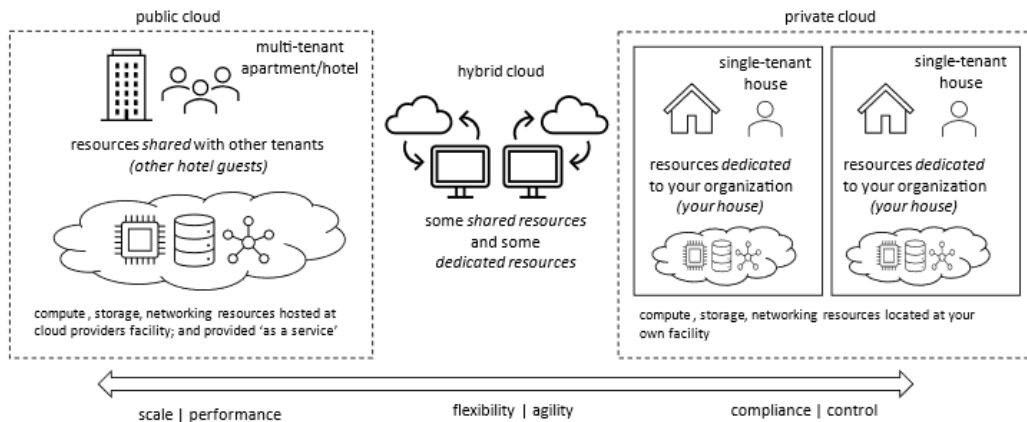 public cloud
multi-tenant
apartment/hotel
resources shared with other tenants
(other hotel guests)
compute , storage, networking resources hosted at
cloud providers facility; and provided ‘as a service’
hybrid cloud
some shared resources
and some
dedicated resources
private cloud
single-tenant
house
resources dedicated
to your organization
(your house)
single-tenant
house
resources dedicated
to your organization
(your house)
compute , storage, networking resources located at your
own facility
scale | performance
flexibility | agility
compliance | control